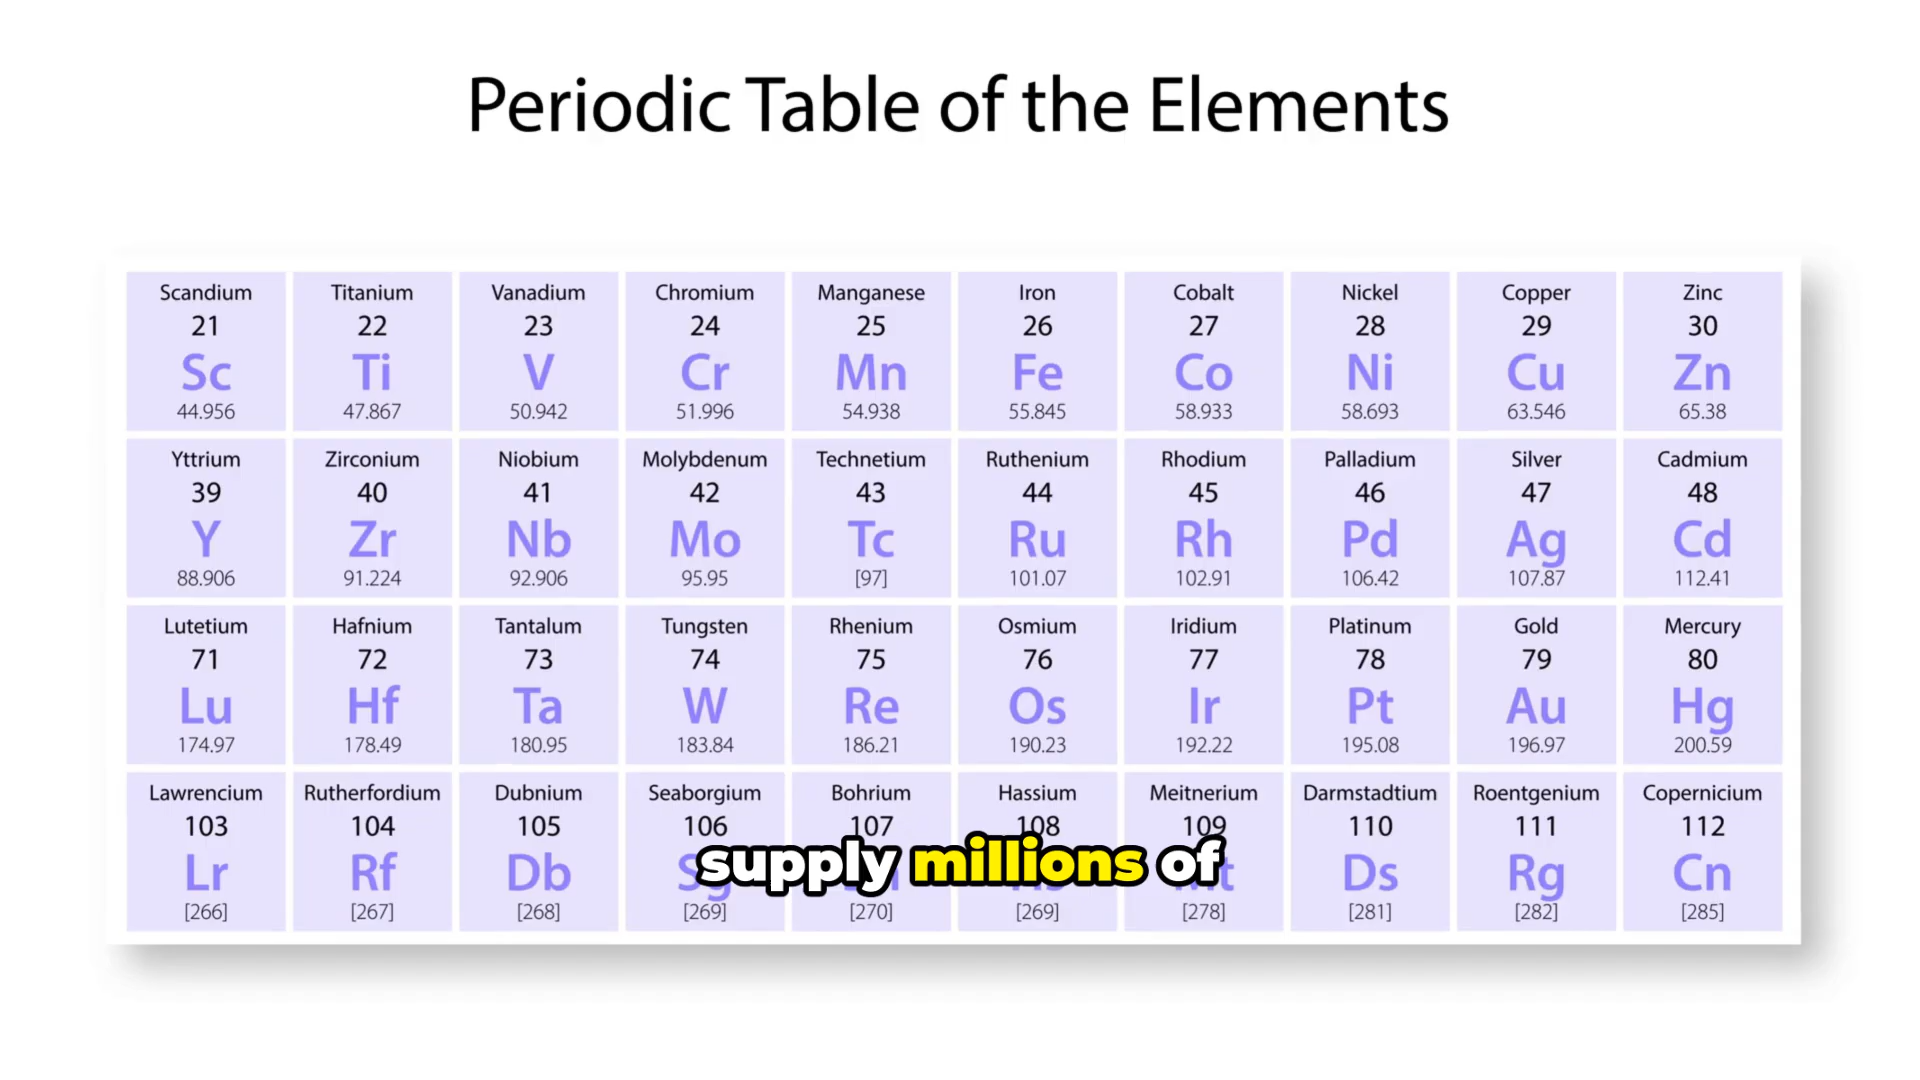 Periodic Table of the Elements
Scandium Titanium Vanadium Chromium Manganese Iron Cobalt Nickel Copper Zinc
21 22 23 24 25 26 27 28 29 30
Sc Ti V Cr Mn Fe Co Ni Cu Zn
44.956 47.867 50.942 51.996 54.938 55.845 58.933 58.693 63.546 65.38
Yttrium Zirconium Niobium Molybdenum Technetium Ruthenium Rhodium Palladium Silver Cadmium
39 40 41 42 43 44 45 46 47 48
Y Zr Nb Mo Tc Ru Rh Pd Ag Cd
88.906 91.224 92.906 95.95 [97] 101.07 102.91 106.42 107.87 112.41
Lutetium Hafnium Tantalum Tungsten Rhenium Osmium Iridium Platinum Gold Mercury
71 72 73 74 75 76 77 78 79 80
Lu Hf Ta W Re Os Ir Pt Au Hg
174.97 178.49 180.95 183.84 186.21 190.23 192.22 195.08 196.97 200.59
Lawrencium Rutherfordium Dubnium Seaborgium Bohrium Hassium Meitnerium Darmstadtium Roentgenium Copernicium
103 104 105 106 107 108 109 110 111 112
Lr Rf Db Ds Rg Cn
supply millions of
[266] [267] [268] [269] [270] [269] [278] [281] [282] [285]